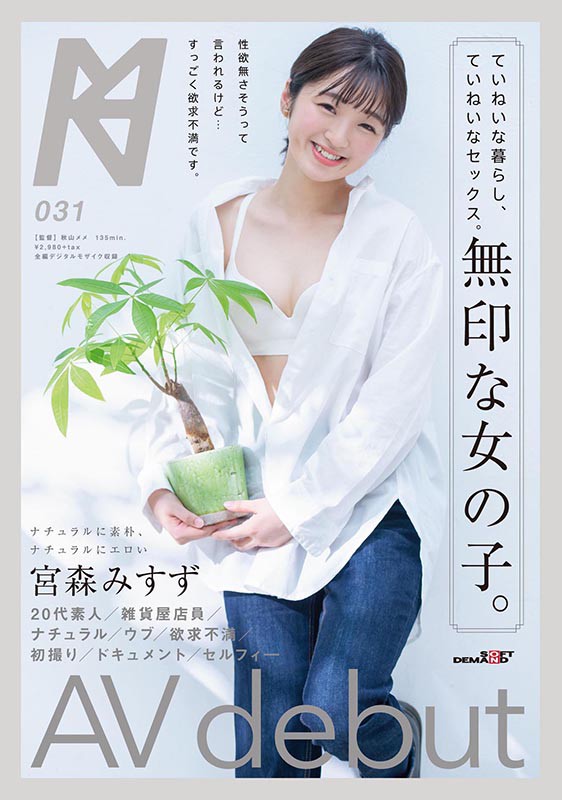 031
【監督】秋山メメ 135min.
¥2,980+tax
全編デジタルモザイク収録
性欲無さそうって
言われるけど…
すっごく欲求不満です。
ていねいな暮らし、
ていねいなセックス。
無印な女の子。
ナチュラルに素朴、
ナチュラルにエロい
宮森みすず
20代素人／雑貨屋店員／
ナチュラル／ウブ／欲求不満／
初撮り／ドキュメント／セルフィー
SOFT
DEMAND
AV debut